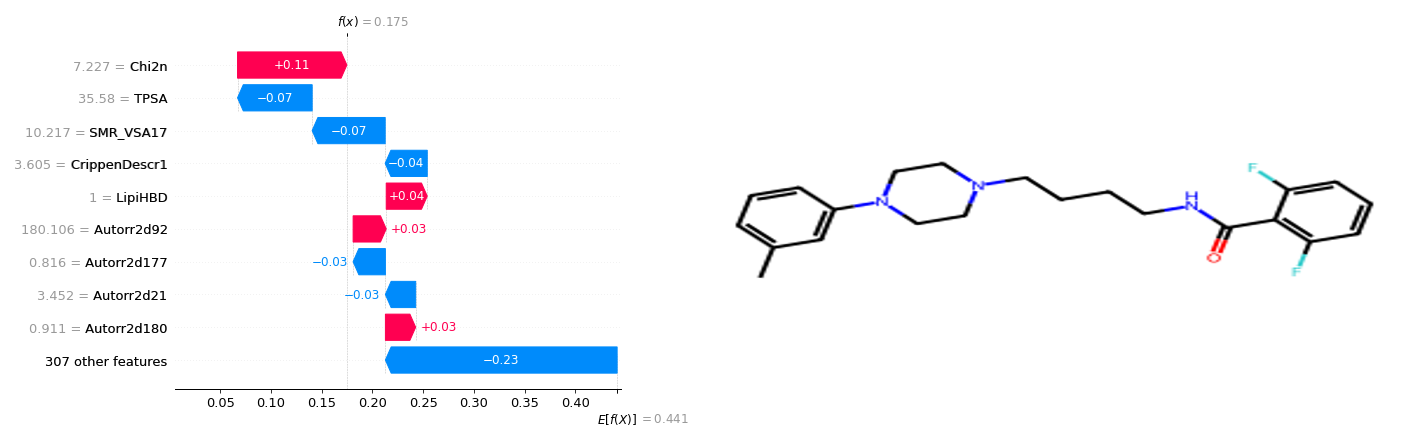 f(x) = 0.175
7.227 = Chi2n
+0.11
35.58 = TPSA
−0.07
10.217 = SMR_VSA17
−0.07
3.605 = CrippenDescr1
−0.04
1 = LipiHBD
+0.04
180.106 = Autorr2d92
+0.03
0.816 = Autorr2d177
−0.03
3.452 = Autorr2d21
−0.03
0.911 = Autorr2d180
+0.03
307 other features
−0.23
0.05 0.10 0.15 0.20 0.25 0.30 0.35 0.40
E[f(X)] = 0.441
F
N
N
H
N
O
F